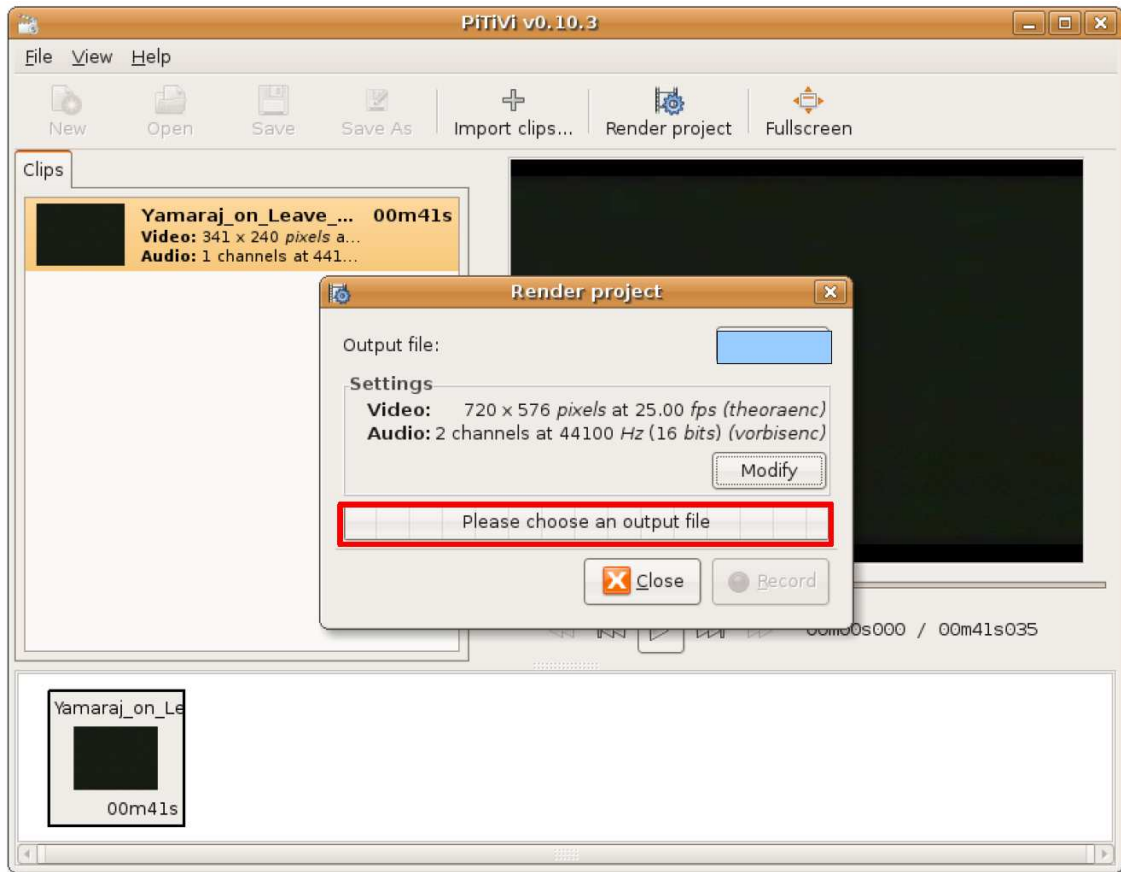 PiTiVi v0.10.3
File View Help
New Open Save Save As Import clips... Render project Fullscreen
Clips
Yamaraj_on_Leave_... 00m41s
Video: 341 x 240 pixels a...
Audio: 1 channels at 441...
Render project
Output file:
Settings
Video: 720 x 576 pixels at 25.00 fps (theoraenc)
Audio: 2 channels at 44100 Hz (16 bits) (vorbisenc)
Modify
Please choose an output file
Close Record
00m00s000 / 00m41s035
Yamaraj_on_Le
00m41s